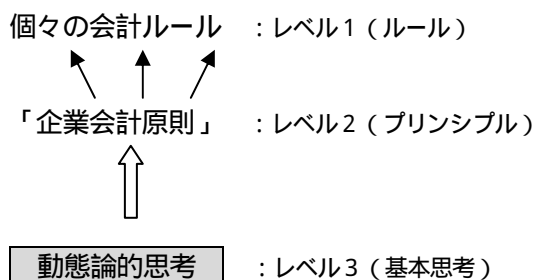 個々の会計ルール ：レベル1（ルール）
「企業会計原則」 ：レベル2（プリンシプル）
動態論的思考 ：レベル3（基本思考）